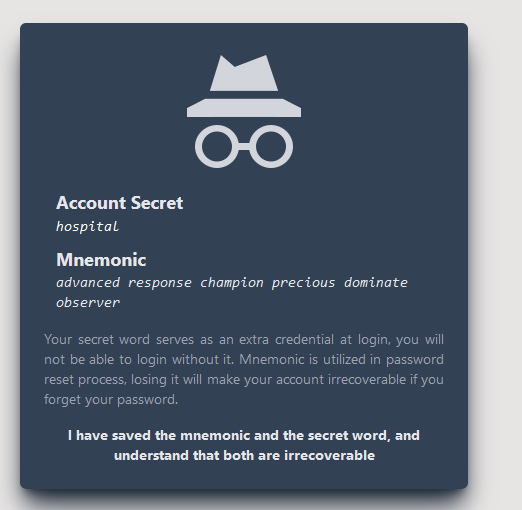 Account Secret
hospital
Mnemonic
advanced response champion precious dominate
observer
Your secret word serves as an extra credential at login, you will
not be able to login without it. Mnemonic is utilized in password
reset process, losing it will make your account irrecoverable if you
forget your password.
I have saved the mnemonic and the secret word, and
understand that both are irrecoverable